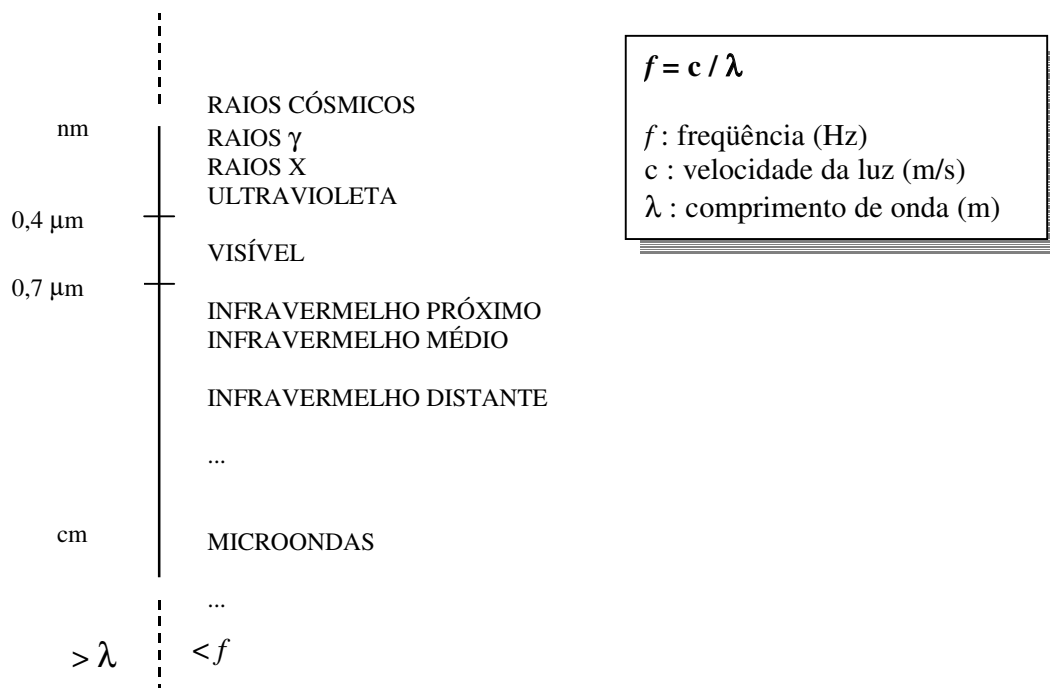 f = c / λ
f : freqüência (Hz)
c : velocidade da luz (m/s)
λ : comprimento de onda (m)
RAIOS CÓSMICOS
nm
RAIOS γ
RAIOS X
ULTRAVIOLETA
0,4 µm
VISÍVEL
0,7 µm
INFRAVERMELHO PRÓXIMO
INFRAVERMELHO MÉDIO
INFRAVERMELHO DISTANTE
...
cm
MICROONDAS
...
> λ
< f